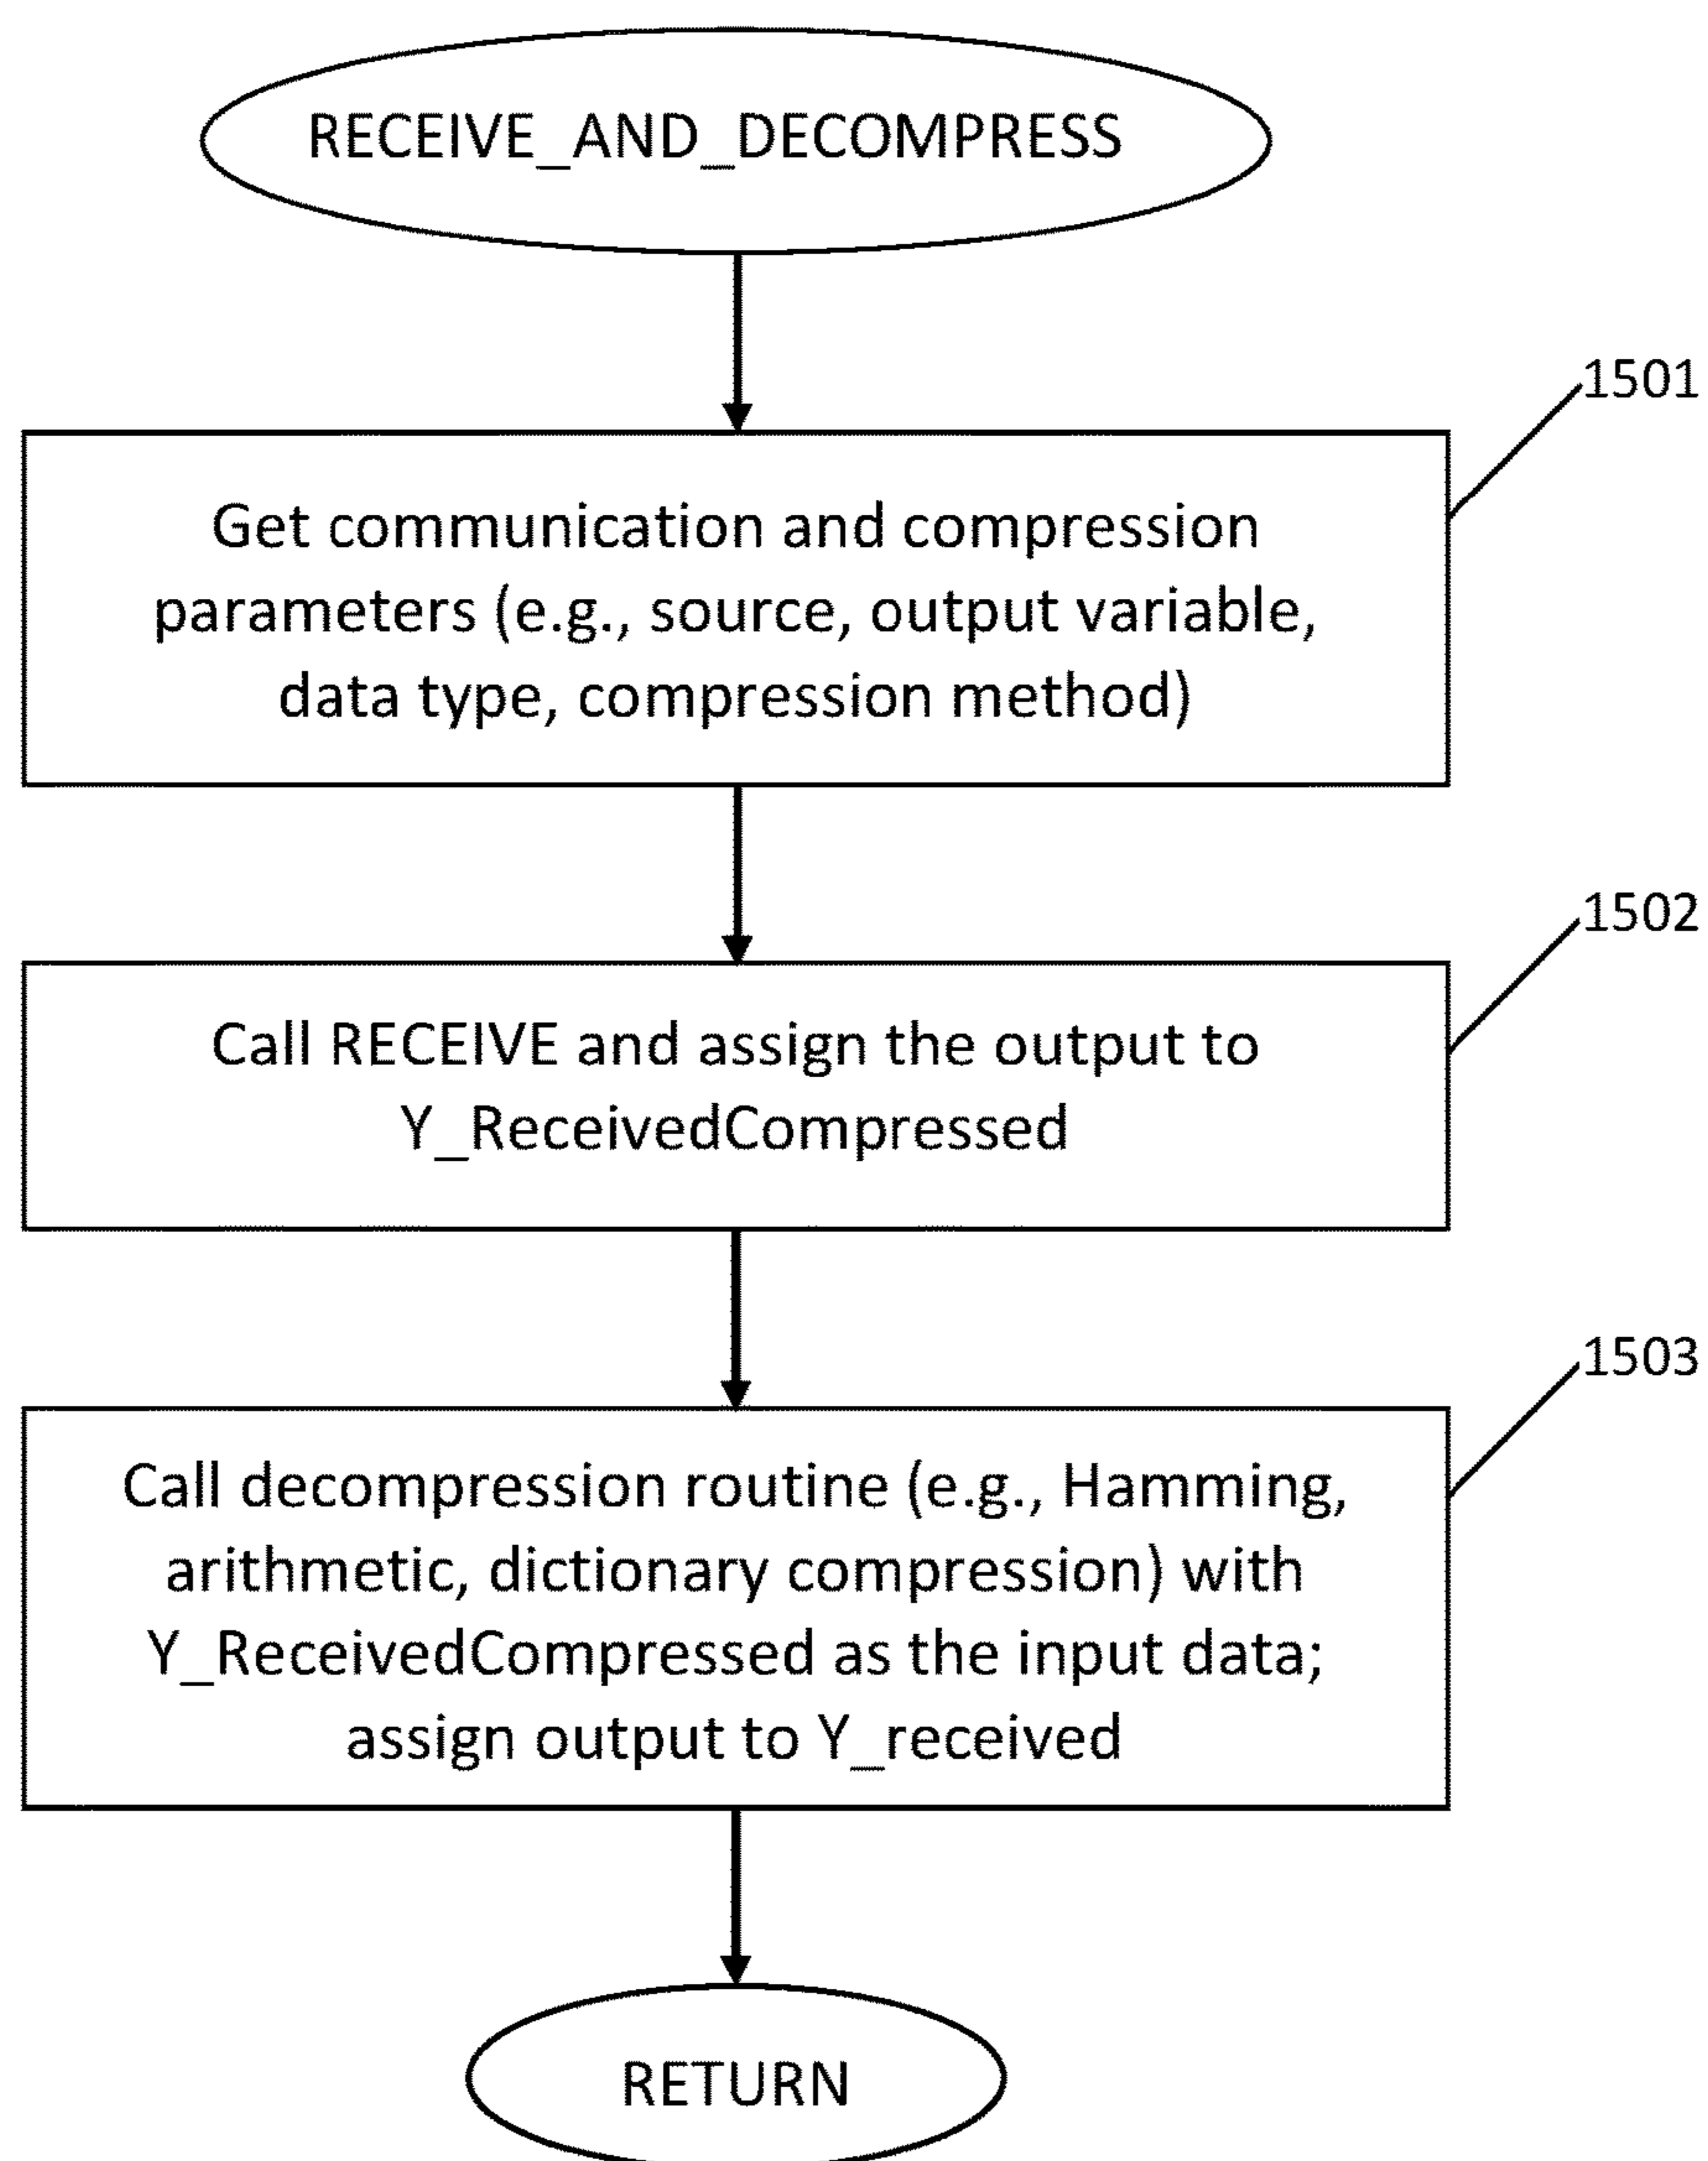 RECEIVE_AND_DECOMPRESS
1501
Get communication and compression
parameters (e.g., source, output variable,
data type, compression method)
1502
Call RECEIVE and assign the output to
Y_ReceivedCompressed
1503
Call decompression routine (e.g., Hamming,
arithmetic, dictionary compression) with
Y_ReceivedCompressed as the input data;
assign output to Y_received
RETURN